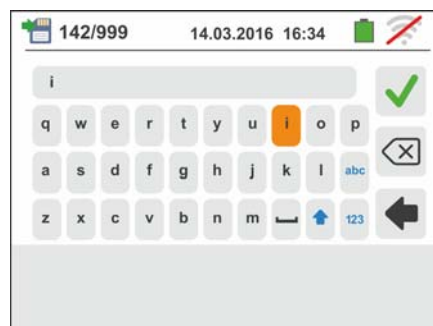 142/999 14.03.2016 16:34
i
q w e r t y u i o p
a s d f g h j k l abc
z x c v b n m 123